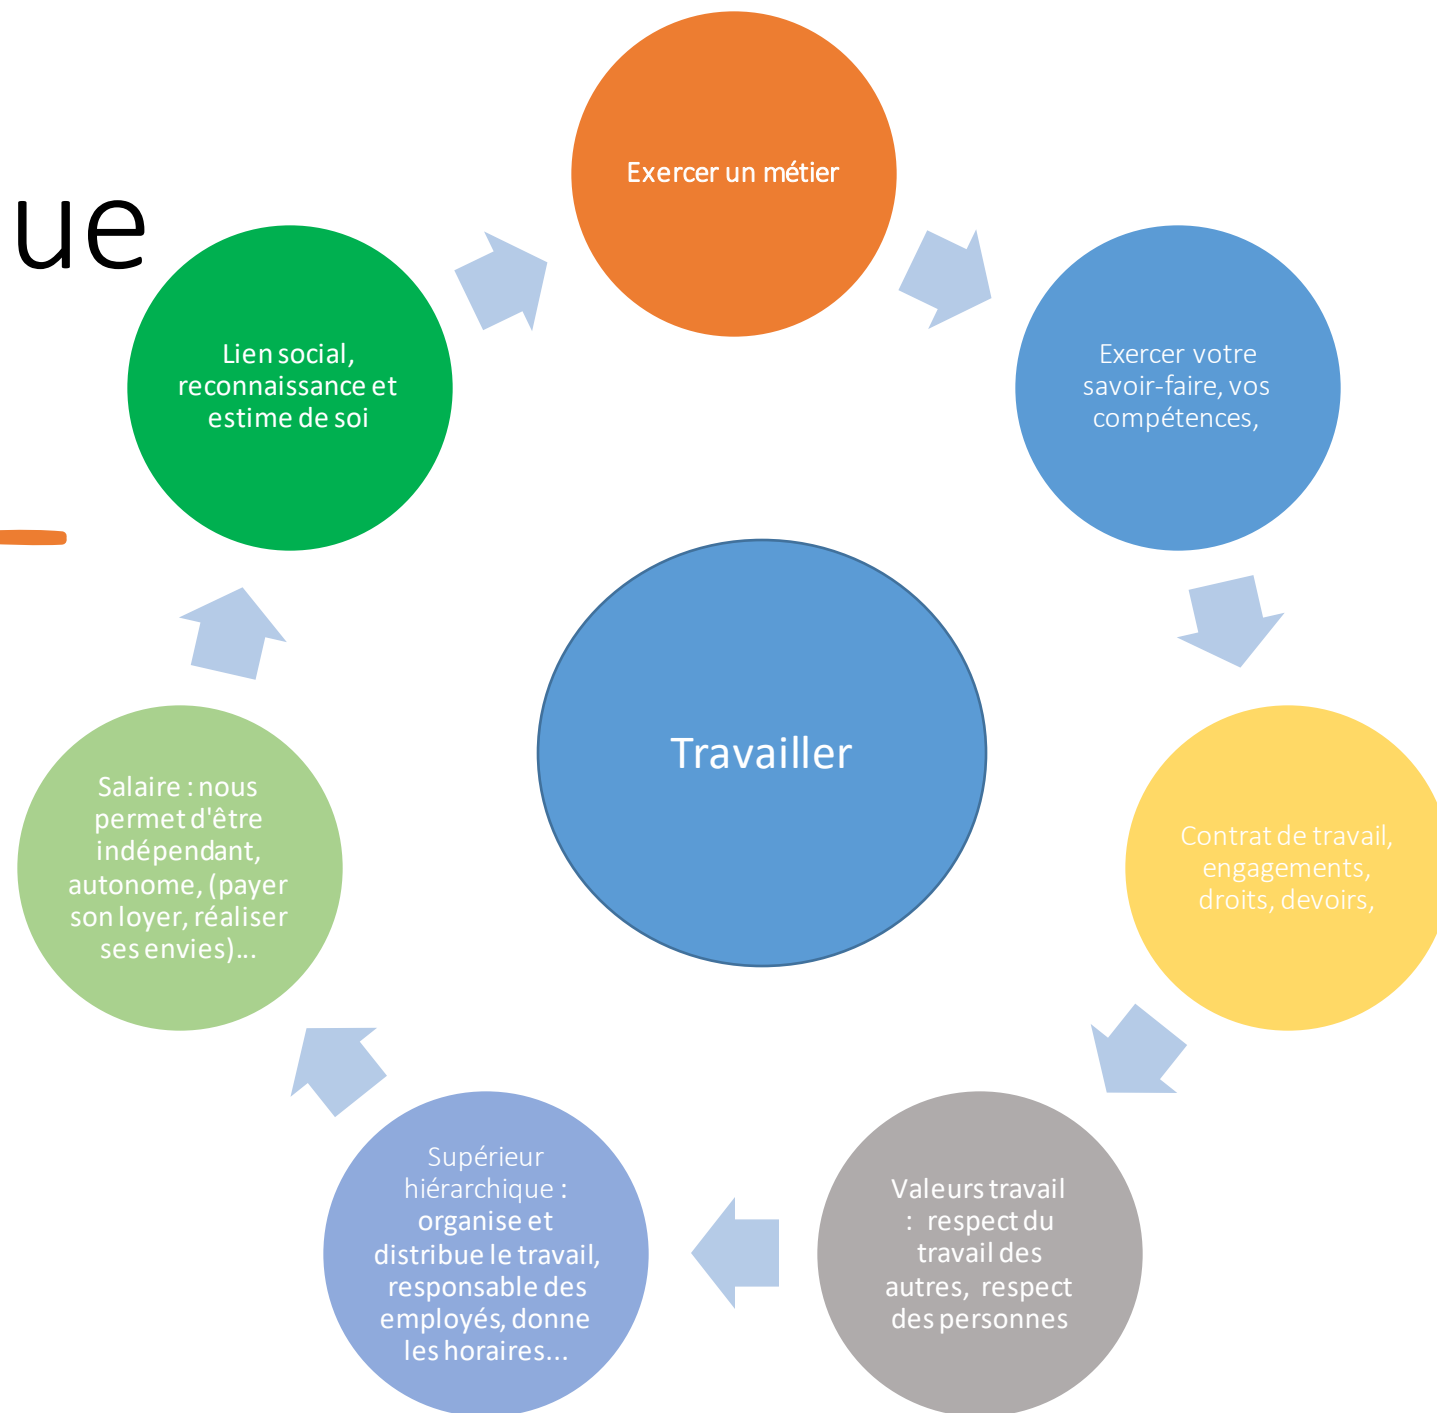 ue
Exercer un métier
Exercer votre
savoir-faire, vos
compétences,
Contrat de travail,
engagements,
droits, devoirs,
Valeurs travail
: respect du
travail des
autres, respect
des personnes
Supérieur
hiérarchique :
organise et
distribue le travail,
responsable des
employés, donne
les horaires...
Salaire : nous
permet d'être
indépendant,
autonome, (payer
son loyer, réaliser
ses envies)...
Lien social,
reconnaissance et
estime de soi
Travailler